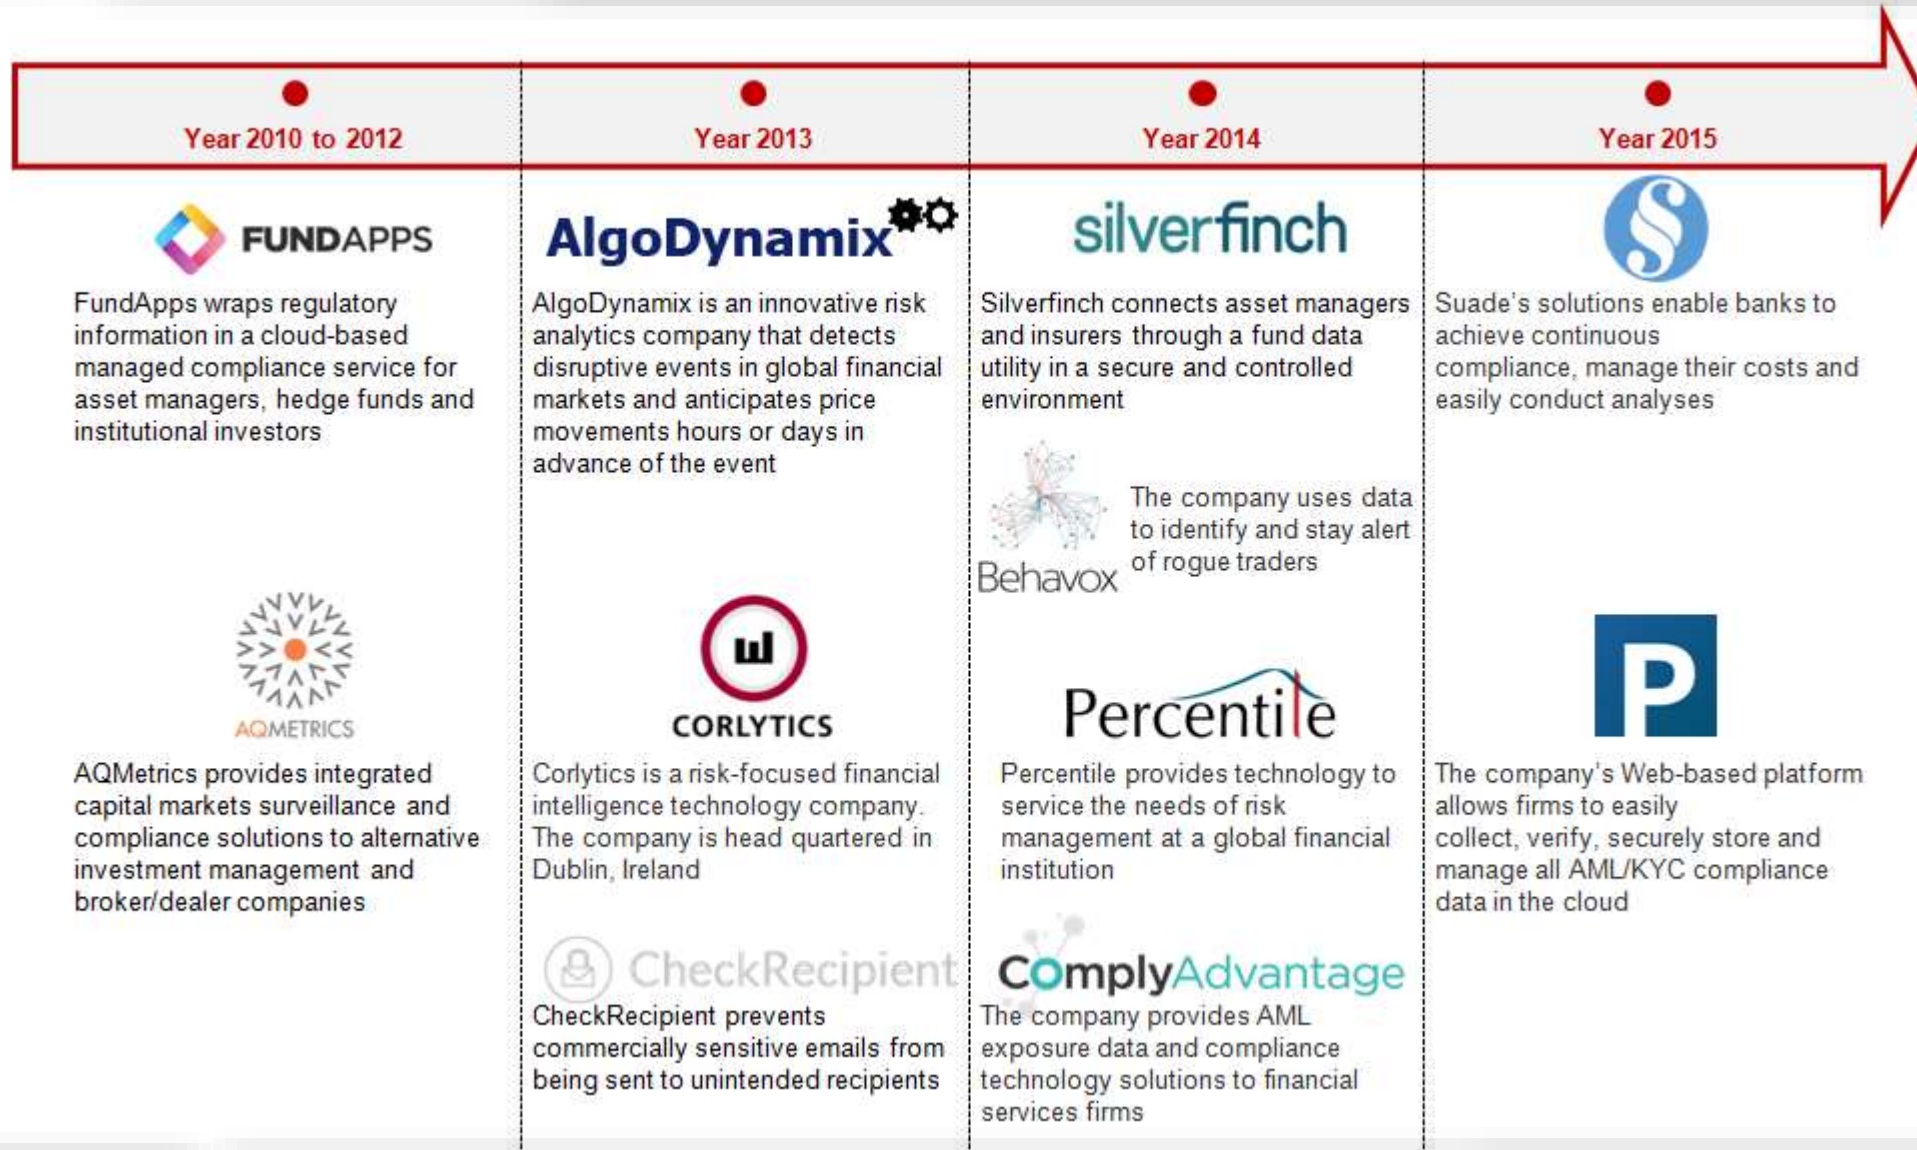 Year 2010 to 2012
Year 2013
Year 2014
Year 2015
FUNDAPPS
FundApps wraps regulatory
information in a cloud-based
managed compliance service for
asset managers, hedge funds and
institutional investors
AQMETRICS
AQMetrics provides integrated
capital markets surveillance and
compliance solutions to alternative
investment management and
broker/dealer companies
AlgoDynamix
AlgoDynamix is an innovative risk
analytics company that detects
disruptive events in global financial
markets and anticipates price
movements hours or days in
advance of the event
CORLYTICS
Corlytics is a risk-focused financial
intelligence technology company.
The company is head quartered in
Dublin, Ireland
CheckRecipient
CheckRecipient prevents
commercially sensitive emails from
being sent to unintended recipients
silverfinch
Silverfinch connects asset managers
and insurers through a fund data
utility in a secure and controlled
environment
Behavox
The company uses data
to identify and stay alert
of rogue traders
Percentile
Percentile provides technology to
service the needs of risk
management at a global financial
institution
ComplyAdvantage
The company provides AML
exposure data and compliance
technology solutions to financial
services firms
Suade's solutions enable banks to
achieve continuous
compliance, manage their costs and
easily conduct analyses
P
The company's Web-based platform
allows firms to easily
collect, verify, securely store and
manage all AML/KYC compliance
data in the cloud